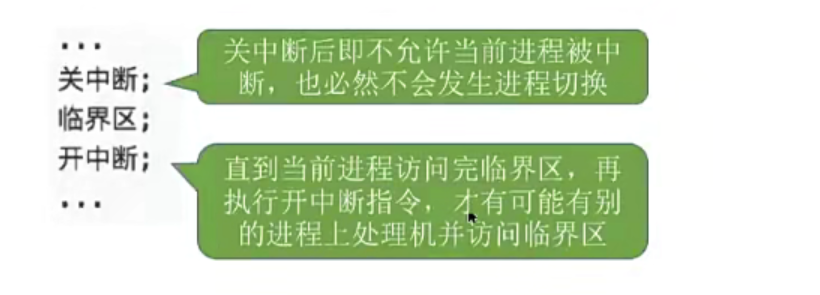 ...
关中断;
临界区;
开中断;
...
关中断后即不允许当前进程被中
断，也必然不会发生进程切换
直到当前进程访问完临界区，再
执行开中断指令，才有可能有别
的进程上处理机并访问临界区